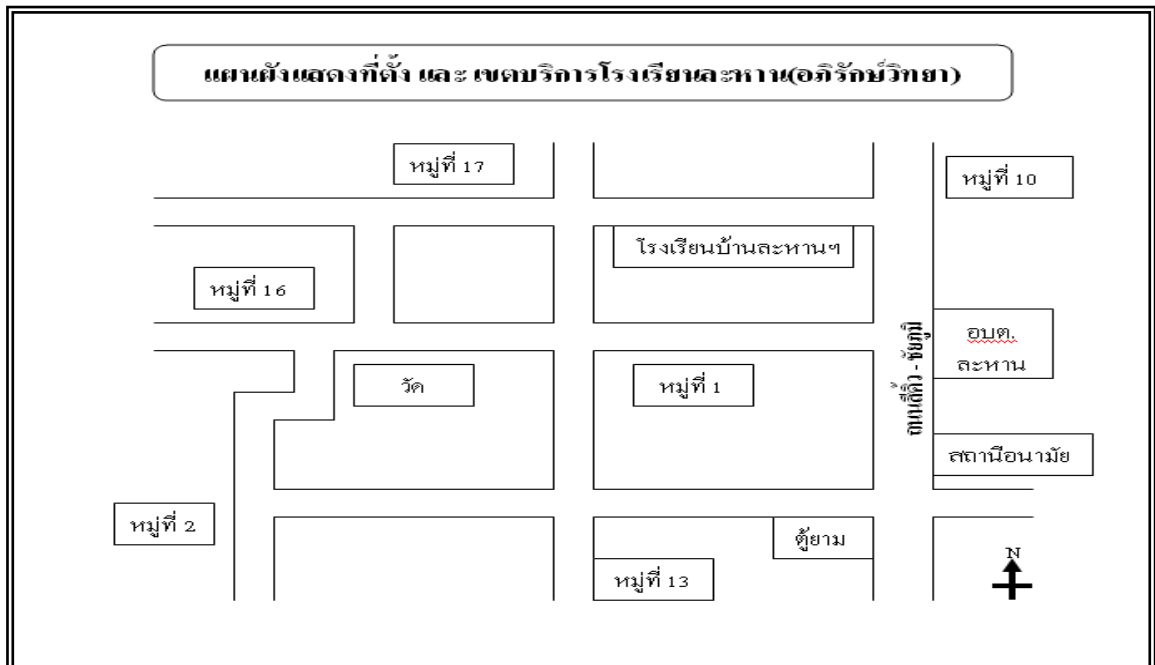 แผนผังแสดงที่ตั้ง และ เขตบริการโรงเรียนละหาน(อภิรักษ์วิทยา)
หมู่ที่ 17
หมู่ที่ 10
โรงเรียนบ้านละหานฯ
หมู่ที่ 16
อบต.
ละหาน
ถนนสี่คิ้ว - ชัยภูมิ
วัด
หมู่ที่ 1
สถานีอนามัย
หมู่ที่ 2
ตู้ยาม
N
หมู่ที่ 13